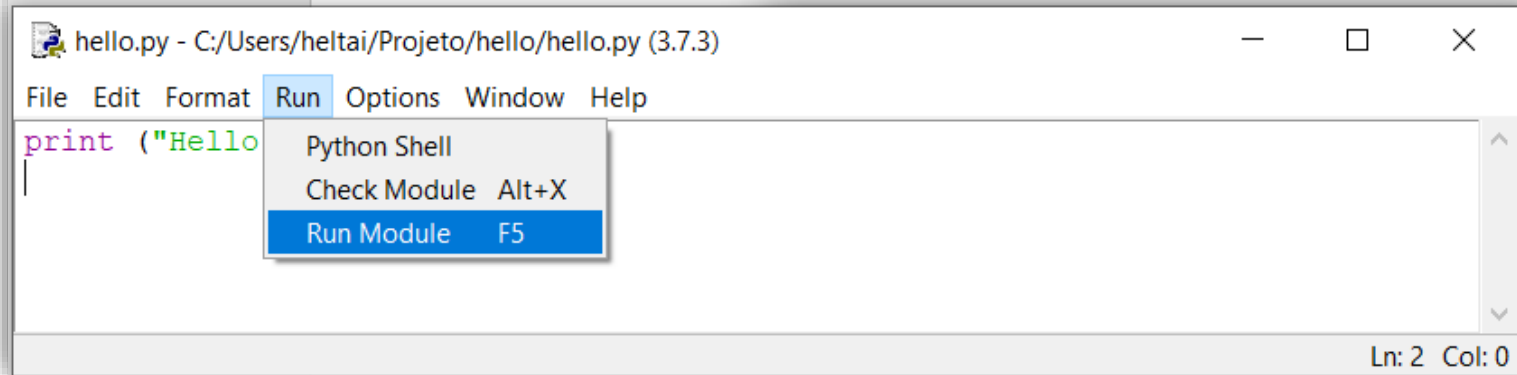 hello.py - C:/Users/heltai/Projeto/hello/hello.py (3.7.3)
File Edit Format Run Options Window Help
print ("Hello
Python Shell
Check Module Alt+X
Run Module F5
Ln: 2 Col: 0